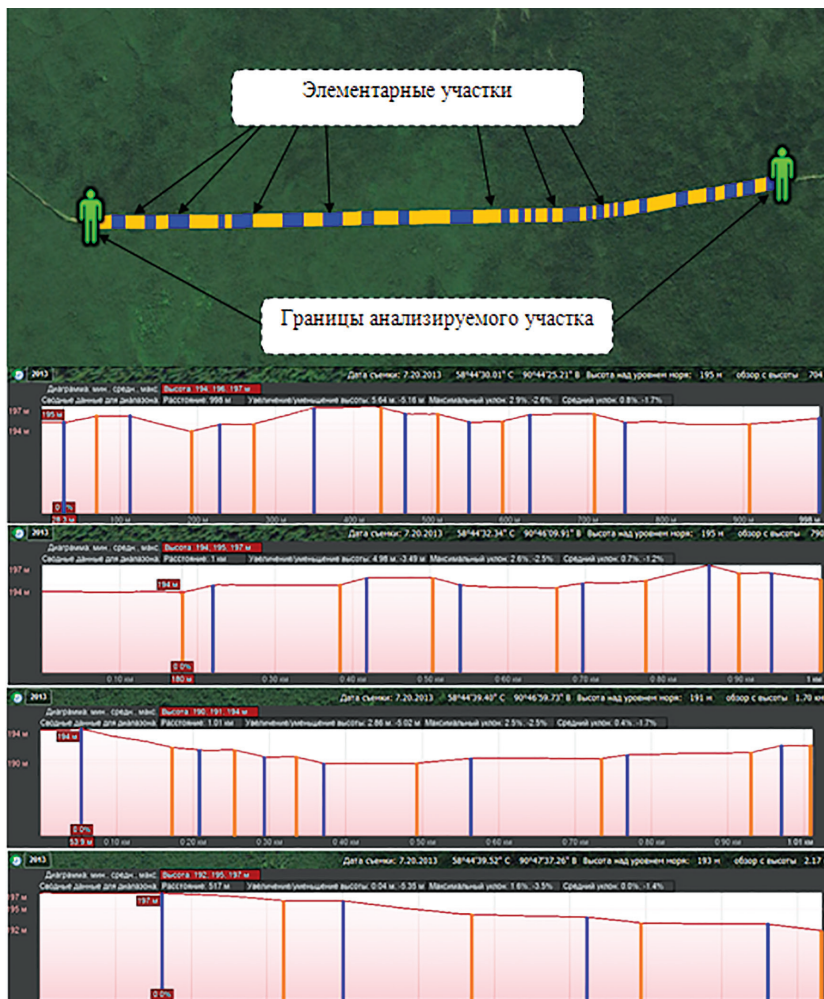 Элементарные участки
Границы анализируемого участка
2013
Дата съемки: 7.20.2013 58°44'30.01" С 90°44'25.21" В Высота над уровнем моря: 195 м обзор с высоты 704
Диаграмма: мин., средн., макс. Высота: 194, 196, 197 м
Сводные данные для диапазона: Расстояние: 998 м Увеличение/уменьшение высоты: 5.64 м, -5.16 м Максимальный уклон: 2.9%, -2.6% Средний уклон: 0.8%, -1.7%
197 м
195 м
194 м
28.3 м 100 м 200 м 300 м 400 м 500 м 600 м 700 м 800 м 900 м 998 м
2013
Дата съемки: 7.20.2013 58°44'32.34" С 90°46'09.91" В Высота над уровнем моря: 195 м обзор с высоты 790
Диаграмма: мин., средн., макс. Высота: 194, 195, 197 м
Сводные данные для диапазона: Расстояние: 1 км Увеличение/уменьшение высоты: 4.98 м, -3.49 м Максимальный уклон: 2.6%, -2.5% Средний уклон: 0.7%, -1.2%
197 м
194 м
194 м
0.0%
0.10 км 180 м 0.30 км 0.40 км 0.50 км 0.60 км 0.70 км 0.80 км 0.90 км 1 км
2013
Дата съемки: 7.20.2013 58°44'39.40" С 90°46'59.73" В Высота над уровнем моря: 191 м обзор с высоты 1.70 км
Диаграмма: мин., средн., макс. Высота: 190, 191, 194 м
Сводные данные для диапазона: Расстояние: 1.01 км Увеличение/уменьшение высоты: 2.86 м, -5.02 м Максимальный уклон: 2.5%, -2.5% Средний уклон: 0.4%, -1.7%
194 м
194 м
190 м
0.0%
53.9 м 0.10 км 0.20 км 0.30 км 0.40 км 0.50 км 0.60 км 0.70 км 0.80 км 0.90 км 1.01 км
2013
Дата съемки: 7.20.2013 58°44'39.52" С 90°47'37.26" В Высота над уровнем моря: 193 м обзор с высоты 2.17
Диаграмма: мин., средн., макс. Высота: 192, 195, 197 м
Сводные данные для диапазона: Расстояние: 517 м Увеличение/уменьшение высоты: 0.04 м, -5.35 м Максимальный уклон: 1.6%, -3.5% Средний уклон: 0.0%, -1.4%
197 м
197 м
195 м
192 м
0.0%